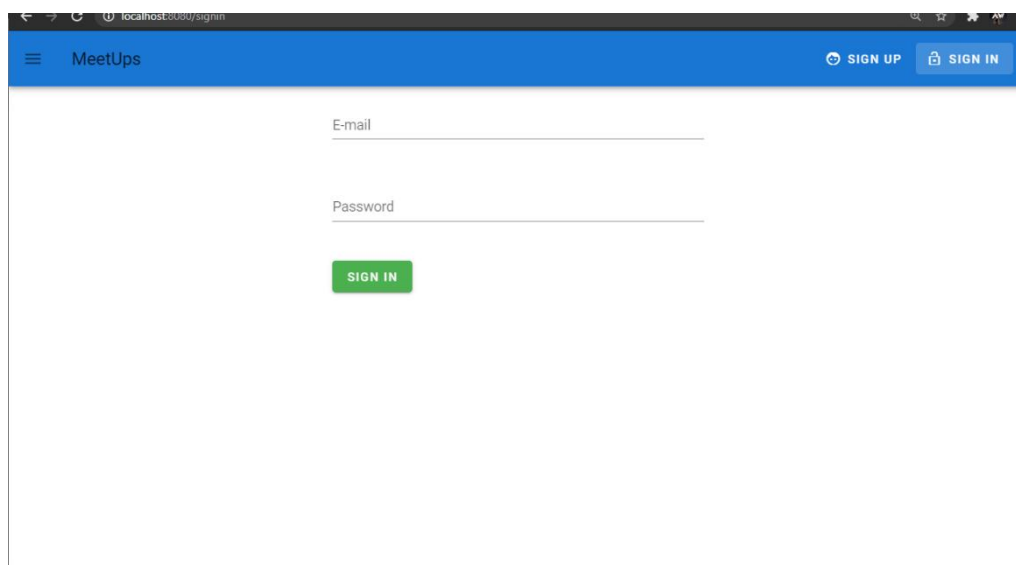 localhost:8080/signin
MeetUps SIGN UP SIGN IN
E-mail
Password
SIGN IN